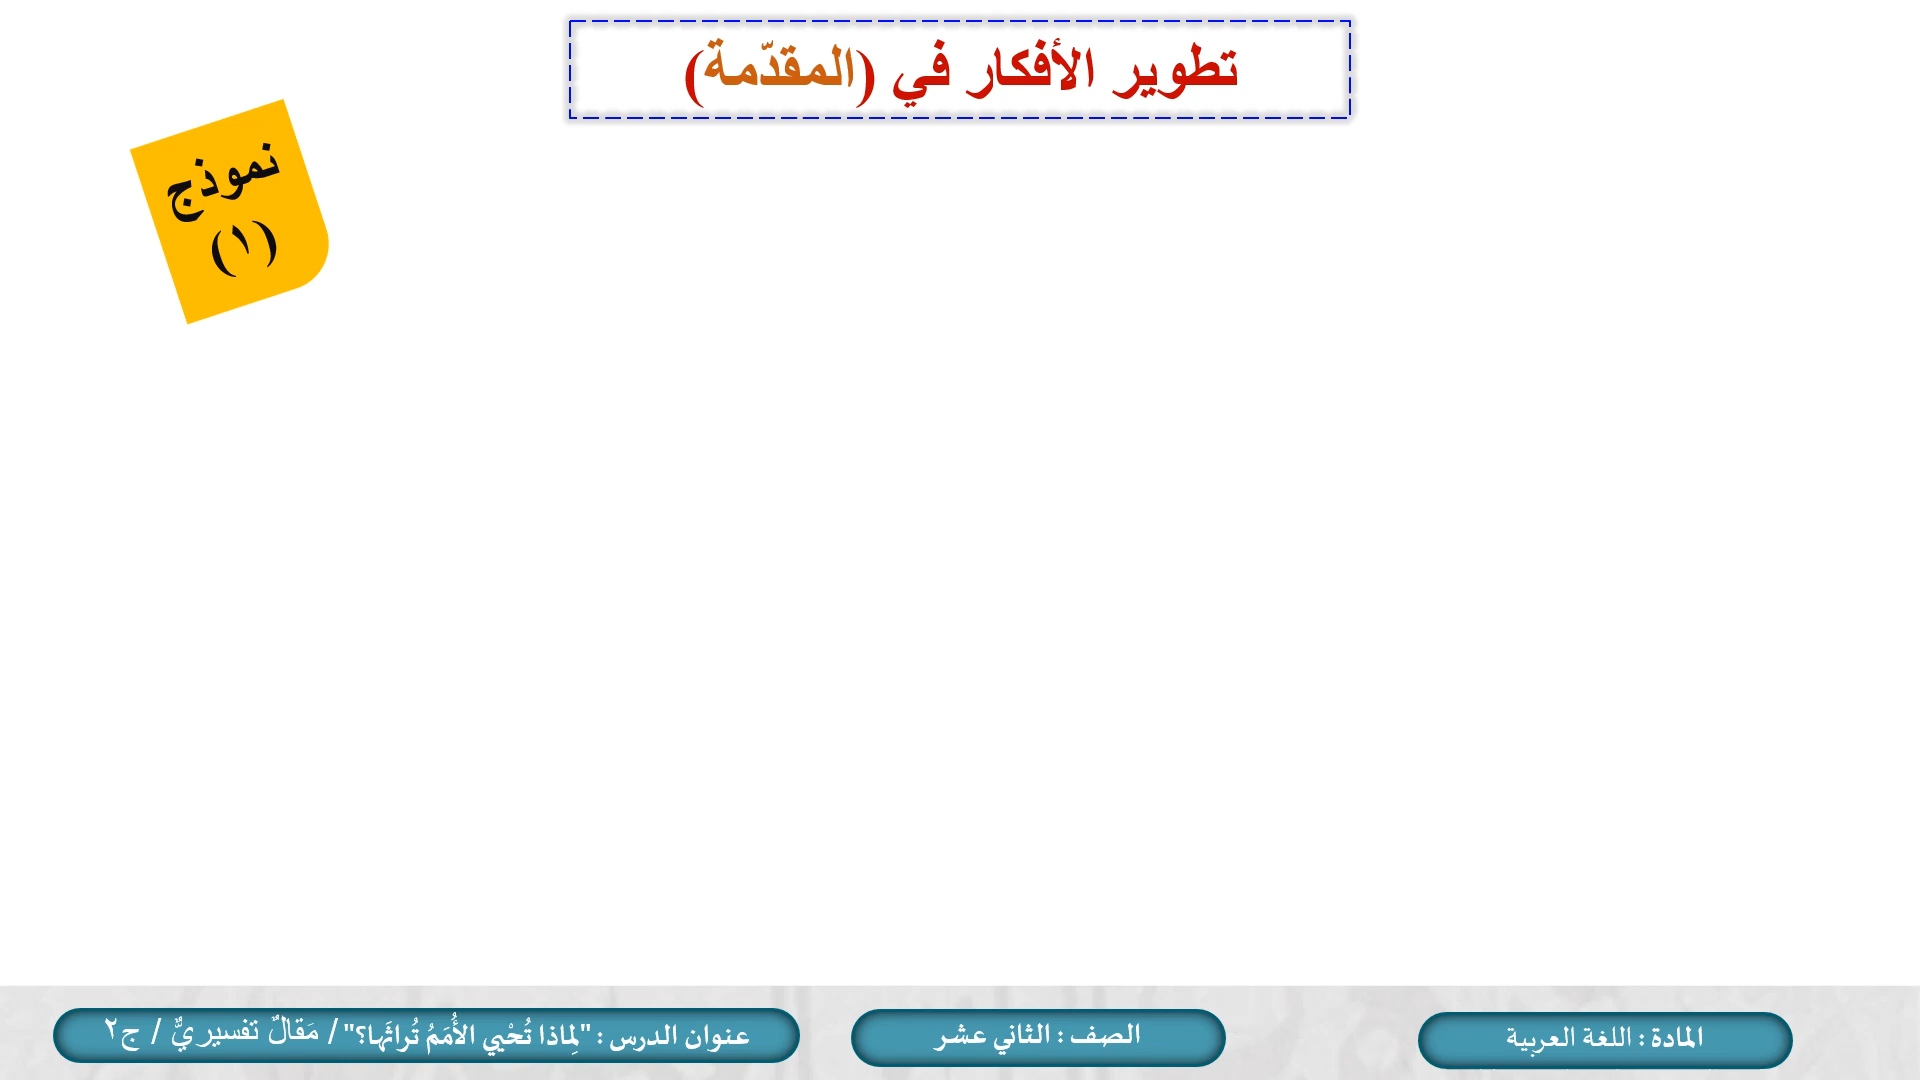 تطوير الأفكار في (المقدّمة)
نموذج
(١)
المادة : اللغة العربية
الصف : الثاني عشر
عنوان الدرس : "لِماذا تُحْيي الأُمَمُ تُراثَها؟" / مَقالٌ تفسيريٌّ / ج٢